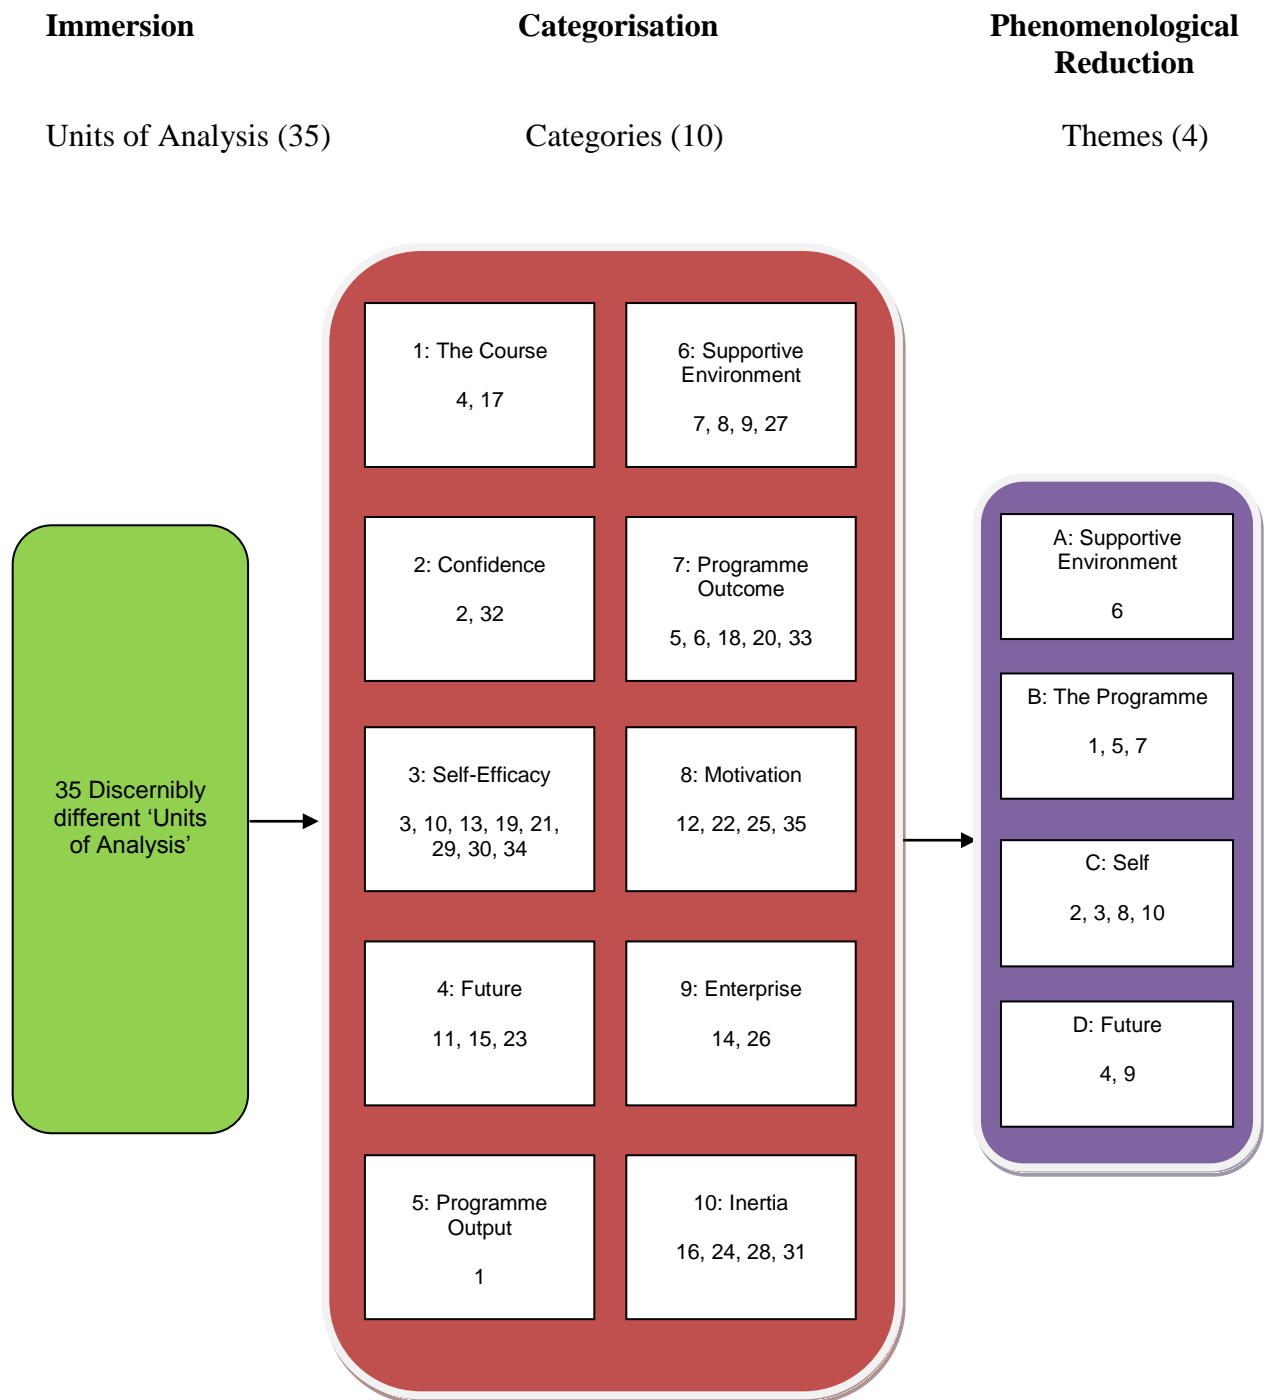 Immersion
Categorisation
Phenomenological
Reduction
Units of Analysis (35)
Categories (10)
Themes (4)
35 Discernibly
different ‘Units
of Analysis’
1: The Course
4, 17
6: Supportive
Environment
7, 8, 9, 27
2: Confidence
2, 32
7: Programme
Outcome
5, 6, 18, 20, 33
3: Self-Efficacy
3, 10, 13, 19, 21,
29, 30, 34
8: Motivation
12, 22, 25, 35
4: Future
11, 15, 23
9: Enterprise
14, 26
5: Programme
Output
1
10: Inertia
16, 24, 28, 31
A: Supportive
Environment
6
B: The Programme
1, 5, 7
C: Self
2, 3, 8, 10
D: Future
4, 9